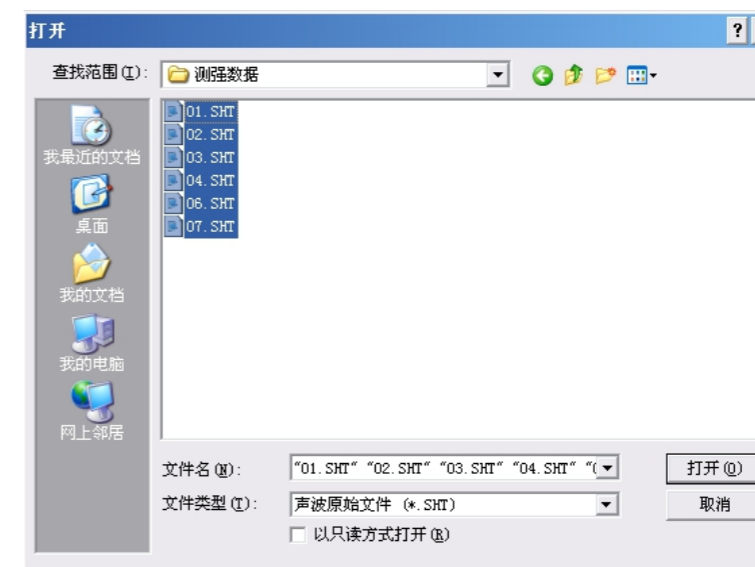 打开
?
查找范围(I):
测强数据
我最近的文档
桌面
我的文档
我的电脑
网上邻居
01.SHT
02.SHT
03.SHT
04.SHT
06.SHT
07.SHT
文件名(N):
"01.SHT" "02.SHT" "03.SHT" "04.SHT" "(
打开(O)
文件类型(T):
声波原始文件 (*.SHT)
取消
以只读方式打开(R)